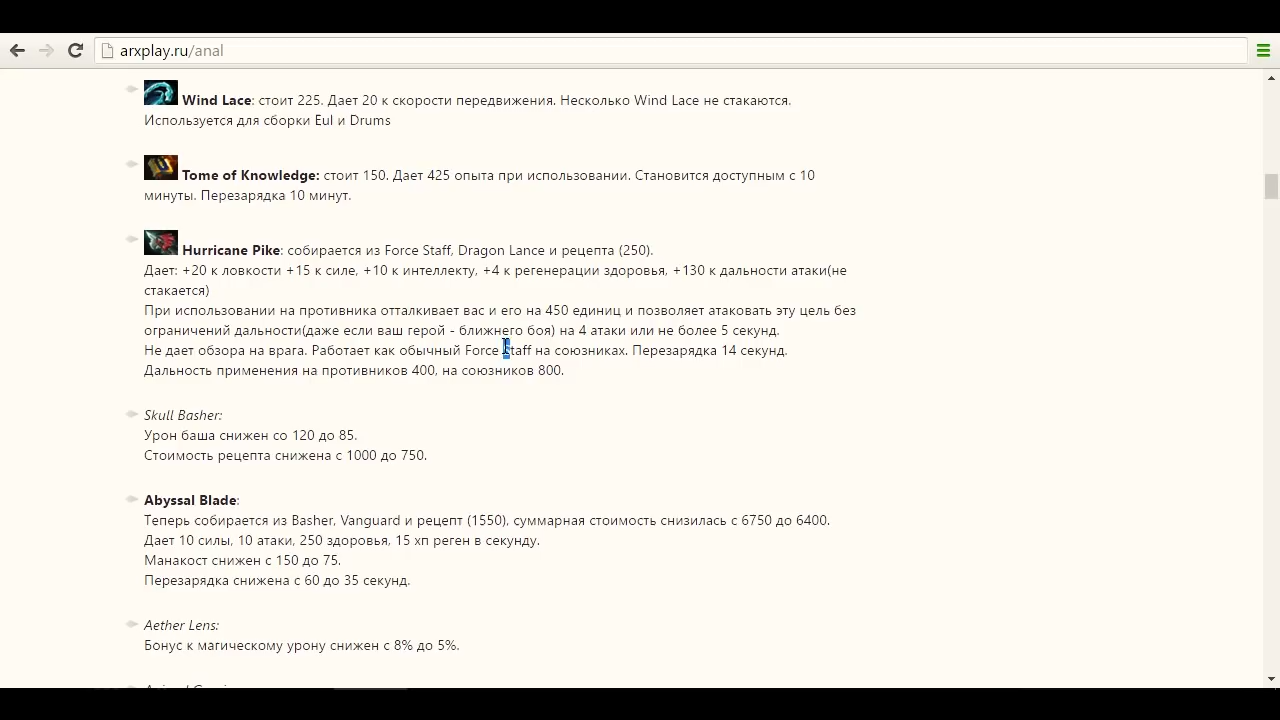 arxplay.ru/anal
Wind Lace: стоит 225. Дает 20 к скорости передвижения. Несколько Wind Lace не стакаются.
Используется для сборки Eul и Drums
Tome of Knowledge: стоит 150. Дает 425 опыта при использовании. Становится доступным с 10
минуты. Перезарядка 10 минут.
Hurricane Pike: собирается из Force Staff, Dragon Lance и рецепта (250).
Дает: +20 к ловкости +15 к силе, +10 к интеллекту, +4 к регенерации здоровья, +130 к дальности атаки(не
стакается)
При использовании на противника отталкивает вас и его на 450 единиц и позволяет атаковать эту цель без
ограничений дальности(даже если ваш герой - ближнего боя) на 4 атаки или не более 5 секунд.
Не дает обзора на врага. Работает как обычный Force Staff на союзниках. Перезарядка 14 секунд.
Дальность применения на противников 400, на союзников 800.
Skull Basher:
Урон баша снижен со 120 до 85.
Стоимость рецепта снижена с 1000 до 750.
Abyssal Blade:
Теперь собирается из Basher, Vanguard и рецепт (1550), суммарная стоимость снизилась с 6750 до 6400.
Дает 10 силы, 10 атаки, 250 здоровья, 15 хп реген в секунду.
Манакост снижен с 150 до 75.
Перезарядка снижена с 60 до 35 секунд.
Aether Lens:
Бонус к магическому урону снижен с 8% до 5%.